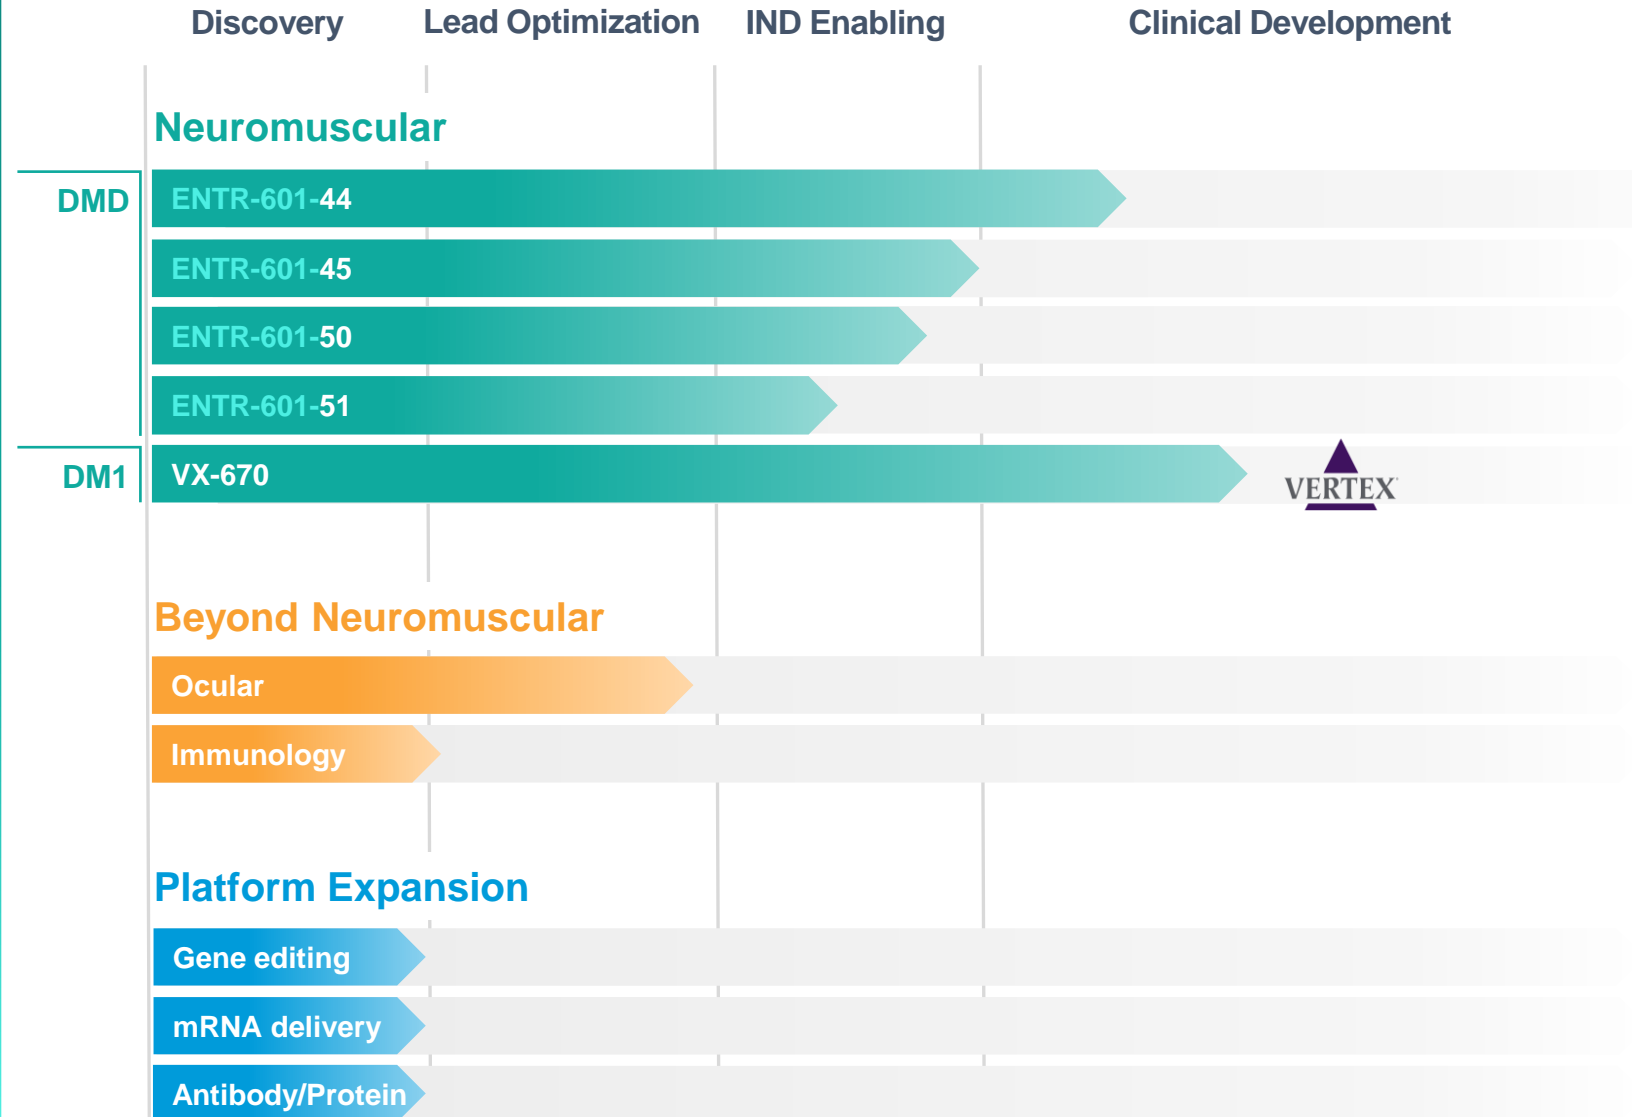 Discovery
Lead Optimization
IND Enabling
Clinical Development
Neuromuscular
DMD
ENTR-601-44
ENTR-601-45
ENTR-601-50
ENTR-601-51
DM1
VX-670
VERTEX
Beyond Neuromuscular
Ocular
Immunology
Platform Expansion
Gene editing
mRNA delivery
Antibody/Protein